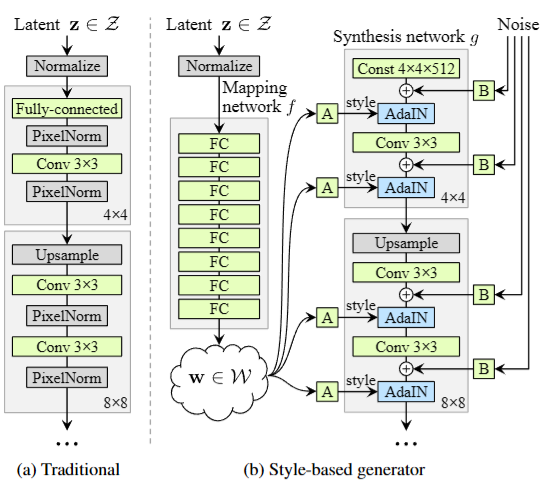 Latent z ∈ 𝒵
Normalize
Fully-connected
PixelNorm
Conv 3×3
PixelNorm
4×4
Upsample
Conv 3×3
PixelNorm
Conv 3×3
PixelNorm
8×8
...
(a) Traditional
Latent z ∈ 𝒵
Normalize
Mapping
network f
FC
FC
FC
FC
FC
FC
FC
FC
w ∈ 𝒲
A
A
A
A
style
style
style
style
Synthesis network g
Const 4×4×512
AdaIN
Conv 3×3
AdaIN
4×4
Upsample
Conv 3×3
AdaIN
Conv 3×3
AdaIN
8×8
...
Noise
B
B
B
B
(b) Style-based generator